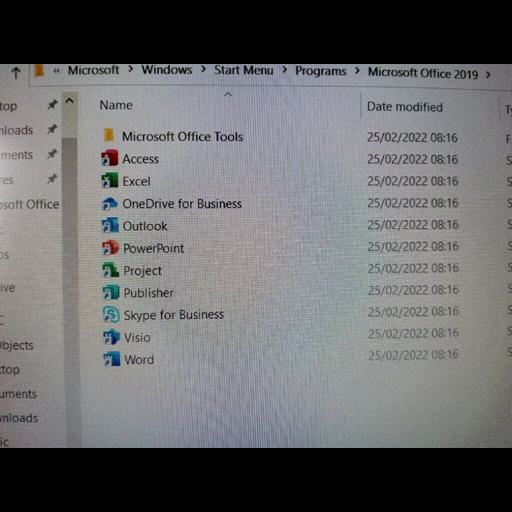 « Microsoft > Windows > Start Menu > Programs > Microsoft Office 2019 >
top Name Date modified
nloads Microsoft Office Tools 25/02/2022 08:16
ments Access 25/02/2022 08:16
res Excel 25/02/2022 08:16
osoft Office OneDrive for Business 25/02/2022 08:16
Outlook 25/02/2022 08:16
os PowerPoint 25/02/2022 08:16
Project 25/02/2022 08:16
ive Publisher 25/02/2022 08:16
Skype for Business 25/02/2022 08:16
Objects Visio 25/02/2022 08:16
ktop Word 25/02/2022 08:16
uments
wnloads
ic